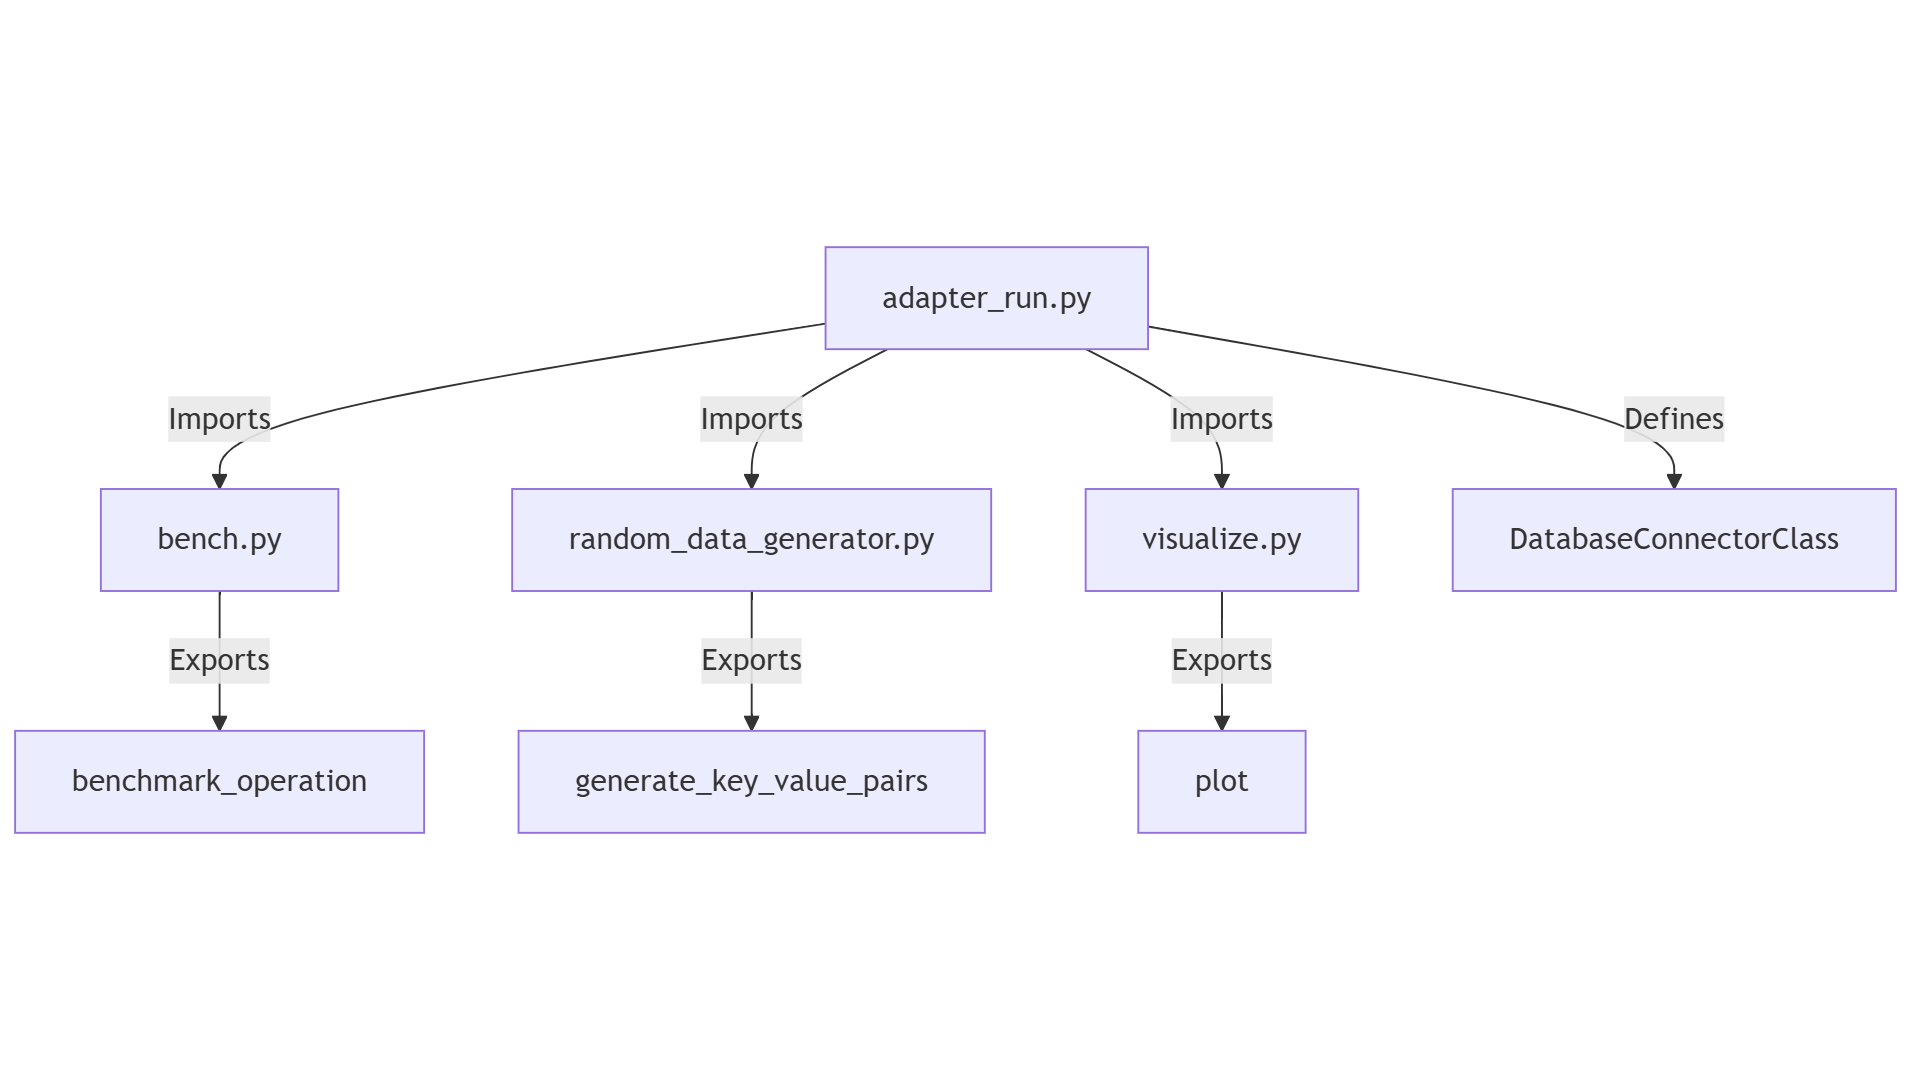 adapter_run.py
Imports
Imports
Imports
Defines
bench.py
random_data_generator.py
visualize.py
DatabaseConnectorClass
Exports
Exports
Exports
benchmark_operation
generate_key_value_pairs
plot